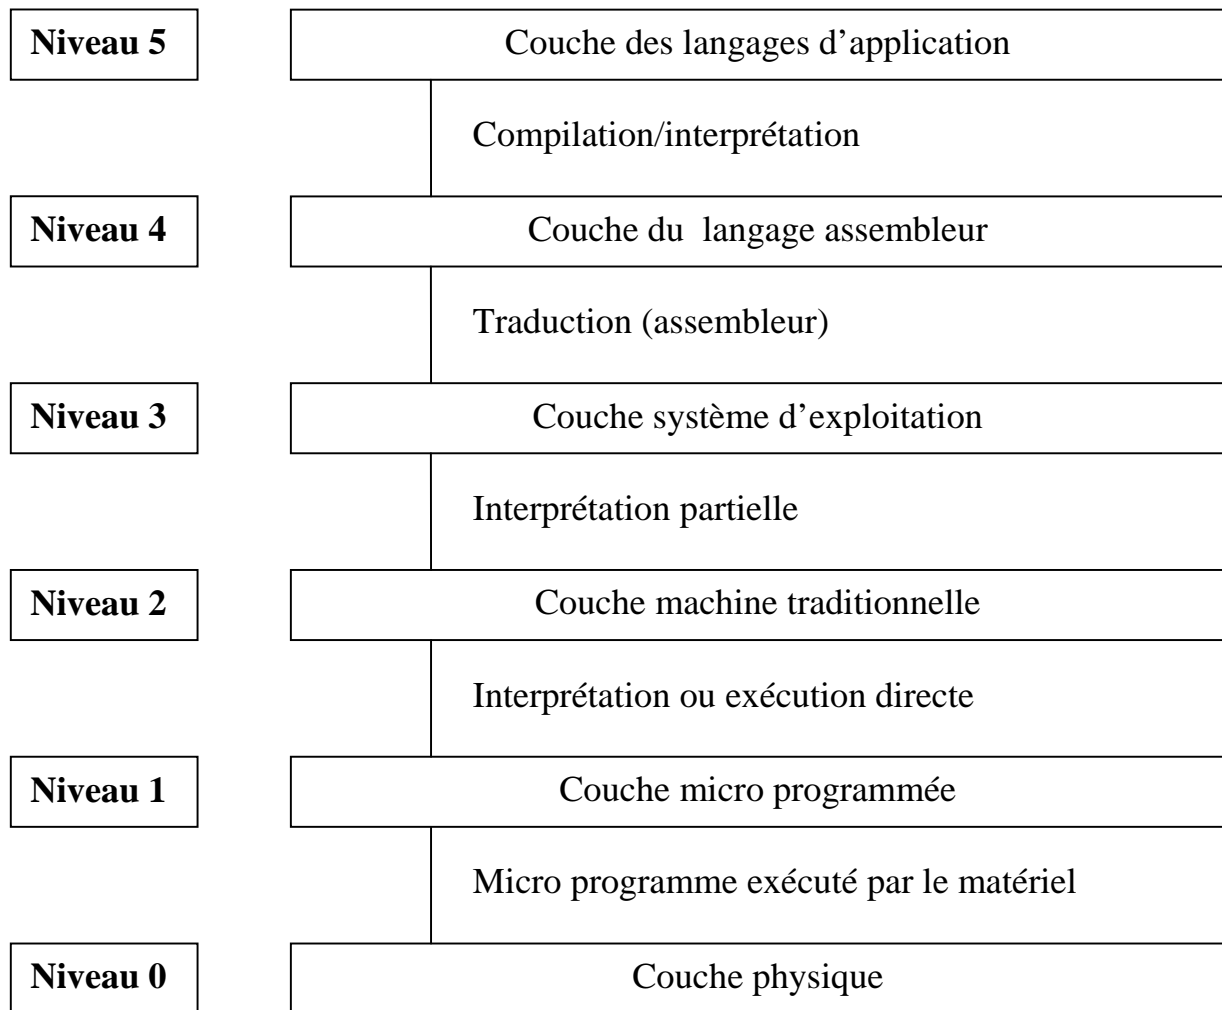 Niveau 5 Couche des langages d’application
Compilation/interprétation
Niveau 4 Couche du langage assembleur
Traduction (assembleur)
Niveau 3 Couche système d’exploitation
Interprétation partielle
Niveau 2 Couche machine traditionnelle
Interprétation ou exécution directe
Niveau 1 Couche micro programmée
Micro programme exécuté par le matériel
Niveau 0 Couche physique